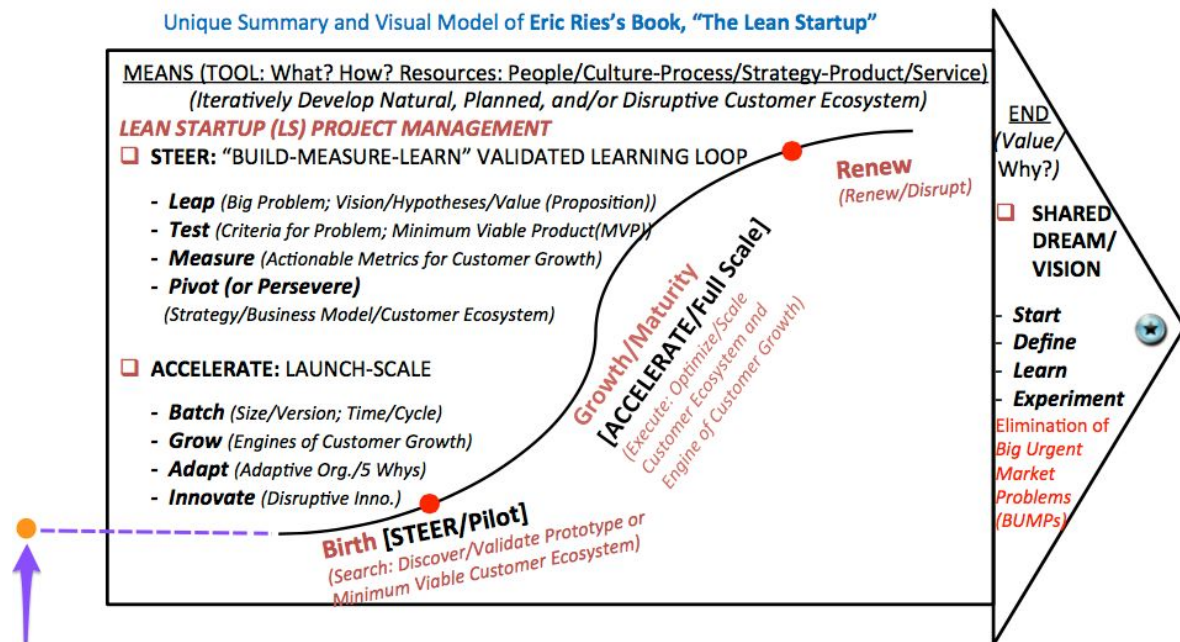 Unique Summary and Visual Model of Eric Ries's Book, "The Lean Startup"
MEANS (TOOL: What? How? Resources: People/Culture-Process/Strategy-Product/Service)
(Iteratively Develop Natural, Planned, and/or Disruptive Customer Ecosystem)
LEAN STARTUP (LS) PROJECT MANAGEMENT
STEER: "BUILD-MEASURE-LEARN" VALIDATED LEARNING LOOP
- Leap (Big Problem; Vision/Hypotheses/Value (Proposition))
- Test (Criteria for Problem; Minimum Viable Product(MVP))
- Measure (Actionable Metrics for Customer Growth)
- Pivot (or Persevere)
(Strategy/Business Model/Customer Ecosystem)
ACCELERATE: LAUNCH-SCALE
- Batch (Size/Version; Time/Cycle)
- Grow (Engines of Customer Growth)
- Adapt (Adaptive Org./5 Whys)
- Innovate (Disruptive Inno.)
Birth [STEER/Pilot]
(Search: Discover/Validate Prototype or
Minimum Viable Customer Ecosystem)
Growth/Maturity
[ACCELERATE/Full Scale]
(Execute: Optimize/Scale
Customer Ecosystem and
Engine of Customer Growth)
Renew
(Renew/Disrupt)
END
(Value/
Why?)
SHARED
DREAM/
VISION
- Start
- Define
- Learn
- Experiment
Elimination of
Big Urgent
Market
Problems
(BUMPs)